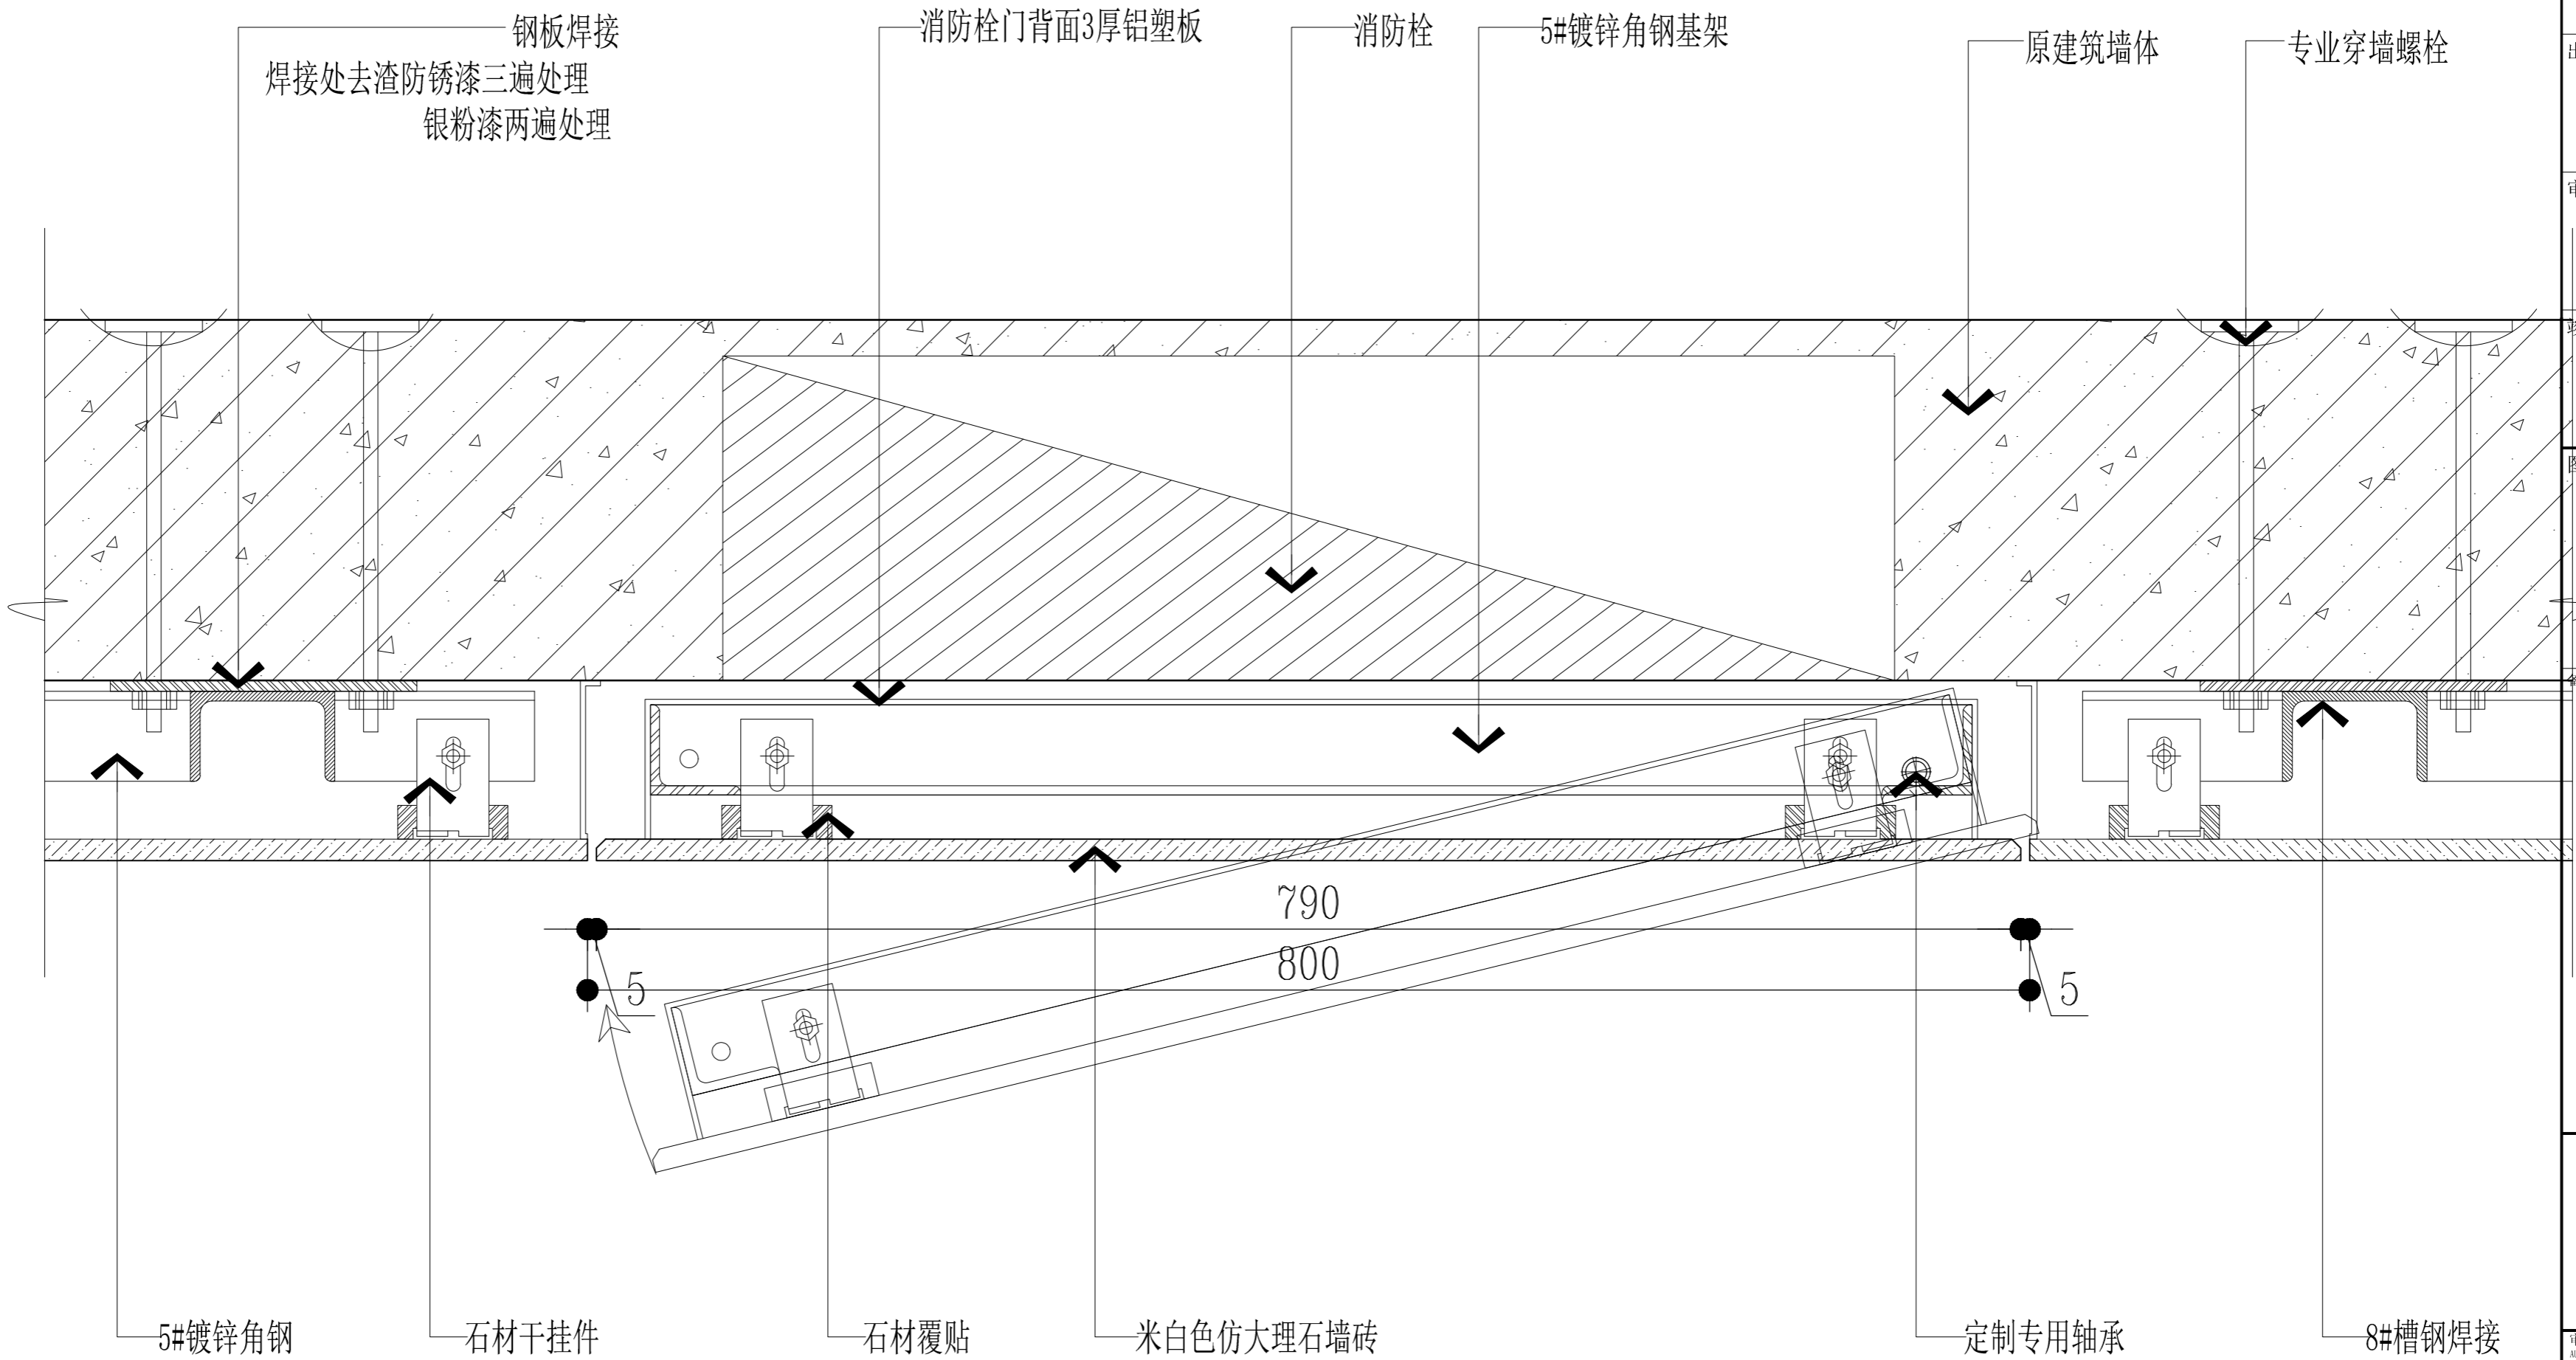 钢板焊接
焊接处去渣防锈漆三遍处理
银粉漆两遍处理
消防栓门背面3厚铝塑板
消防栓
5#镀锌角钢基架
原建筑墙体
专业穿墙螺栓
790
800
5
5
5#镀锌角钢
石材干挂件
石材覆贴
米白色仿大理石墙砖
定制专用轴承
8#槽钢焊接